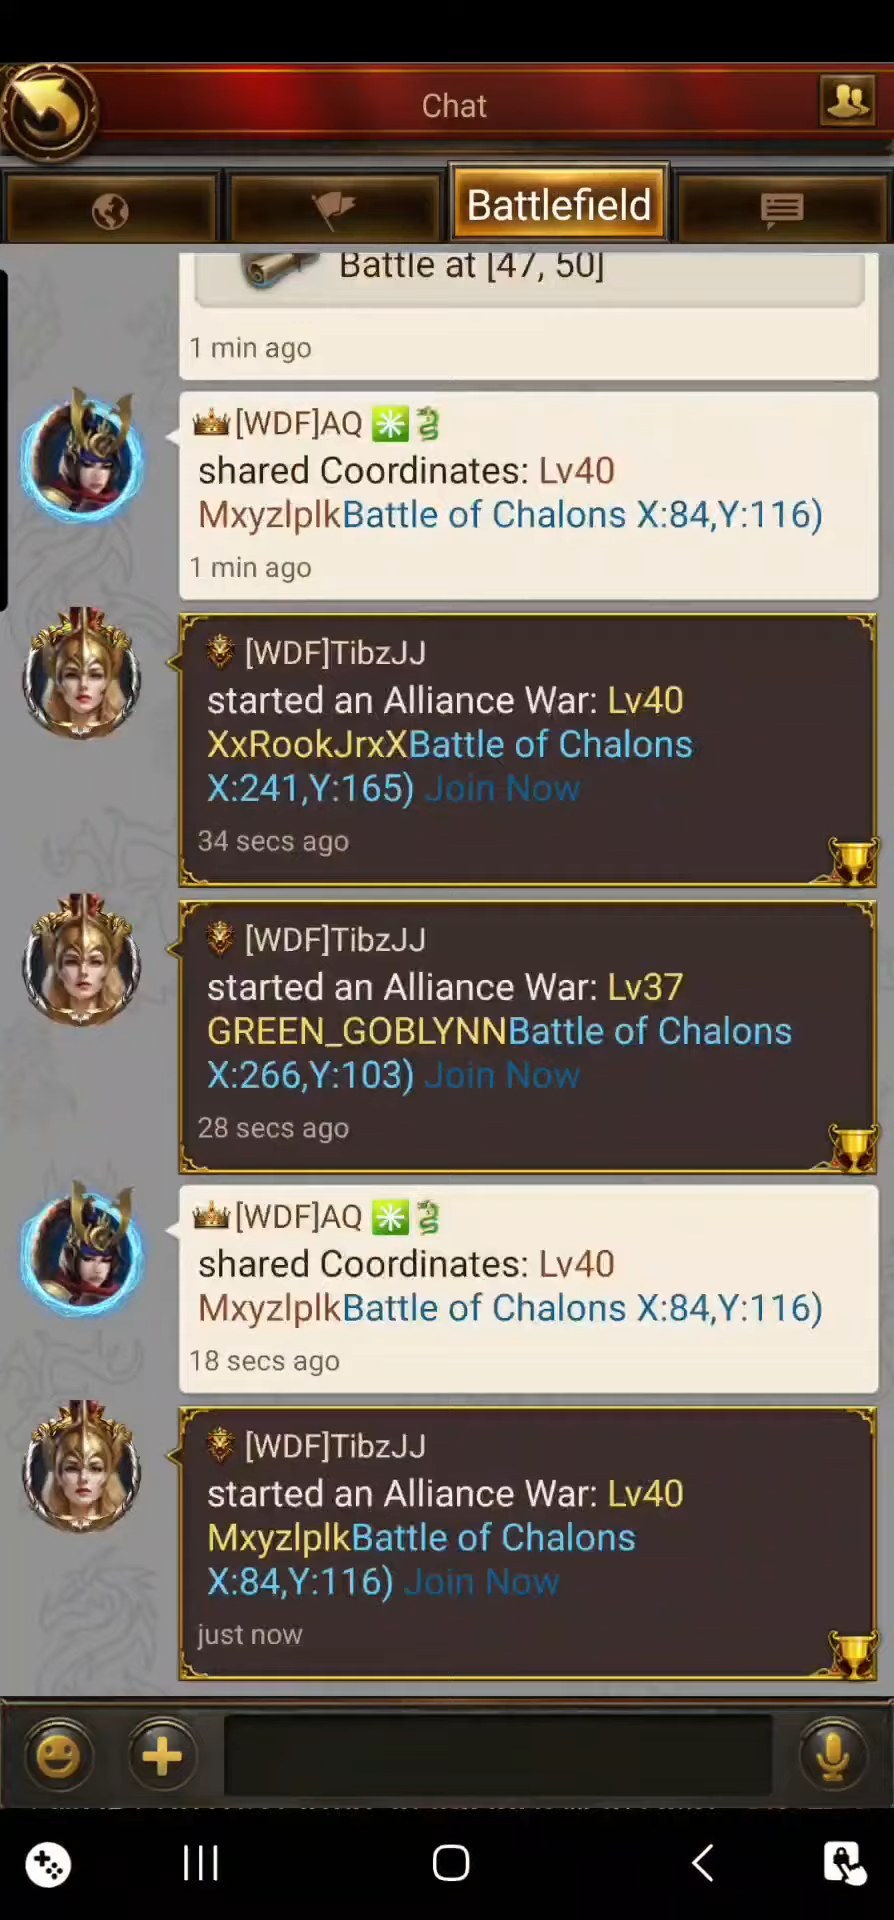 Chat
Battlefield
Battle at [47, 50]
1 min ago
[WDF]AQ
shared Coordinates: Lv40
MxyzlplkBattle of Chalons X:84,Y:116)
1 min ago
[WDF]TibzJJ
started an Alliance War: Lv40
XxRookJrxXBattle of Chalons
X:241,Y:165) Join Now
34 secs ago
[WDF]TibzJJ
started an Alliance War: Lv37
GREEN_GOBLYNNBattle of Chalons
X:266,Y:103) Join Now
28 secs ago
[WDF]AQ
shared Coordinates: Lv40
MxyzlplkBattle of Chalons X:84,Y:116)
18 secs ago
[WDF]TibzJJ
started an Alliance War: Lv40
MxyzlplkBattle of Chalons
X:84,Y:116) Join Now
just now